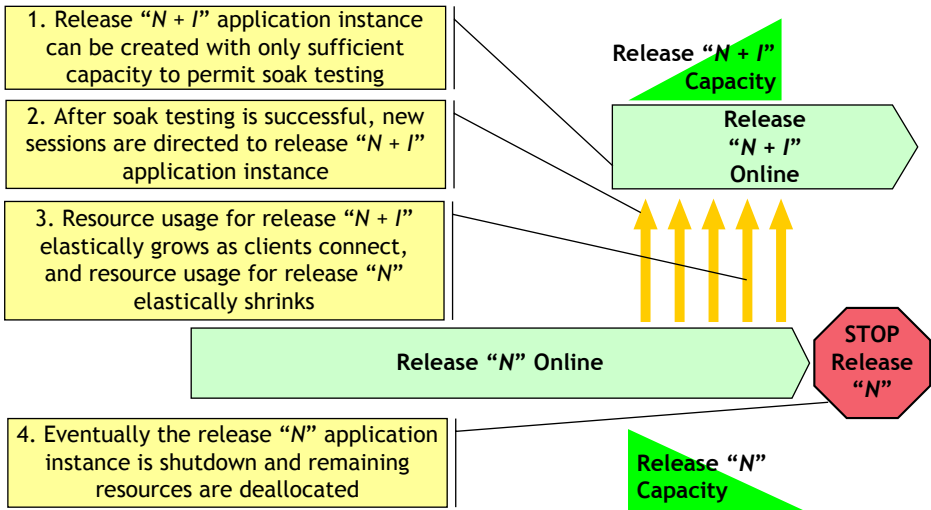 1. Release “N + I” application instance
can be created with only sufficient
capacity to permit soak testing
2. After soak testing is successful, new
sessions are directed to release “N + I”
application instance
3. Resource usage for release “N + I”
elastically grows as clients connect,
and resource usage for release “N”
elastically shrinks
4. Eventually the release “N” application
instance is shutdown and remaining
resources are deallocated
Release “N + I”
Capacity
Release
“N + I”
Online
Release “N” Online
STOP
Release
“N”
Release “N”
Capacity